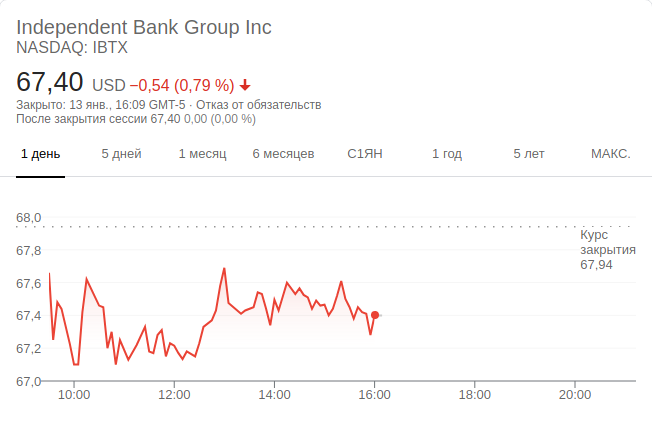 Independent Bank Group Inc
NASDAQ: IBTX
67,40 USD −0,54 (0,79 %)
Закрыто: 13 янв., 16:09 GMT-5 · Отказ от обязательств
После закрытия сессии 67,40 0,00 (0,00 %)
1 день 5 дней 1 месяц 6 месяцев С1ЯН 1 год 5 лет МАКС.
68,0
Курс
закрытия
67,94
67,8
67,6
67,4
67,2
67,0
10:00 12:00 14:00 16:00 18:00 20:00